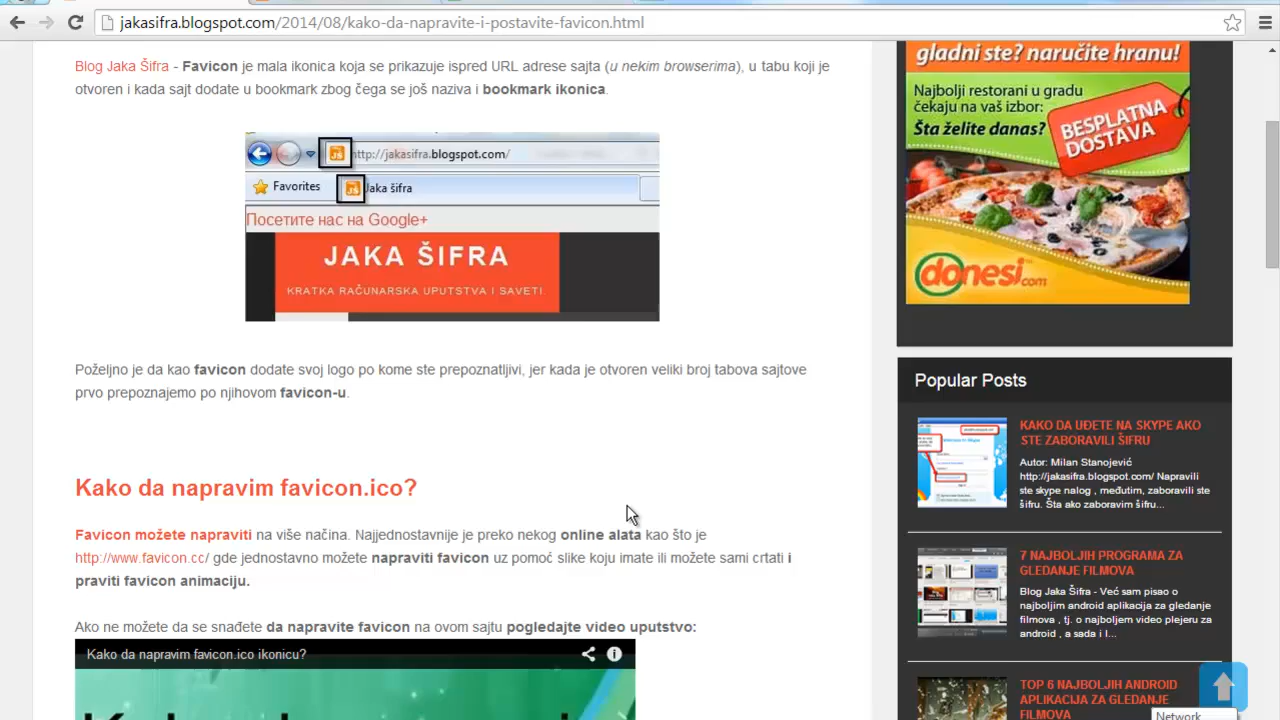 jakasifra.blogspot.com/2014/08/kako-da-napravite-i-postavite-favicon.html
Blog Jaka Šifra - Favicon je mala ikonica koja se prikazuje ispred URL adrese sajta (u nekim browserima), u tabu koji je
otvoren i kada sajt dodate u bookmark zbog čega se još naziva i bookmark ikonica.
JS http://jakasifra.blogspot.com/
Favorites JS Jaka šifra
Посетите нас на Google+
JAKA ŠIFRA
KRATKA RAČUNARSKA UPUTSTVA I SAVETI
Poželjno je da kao favicon dodate svoj logo po kome ste prepoznatljivi, jer kada je otvoren veliki broj tabova sajtove
prvo prepoznajemo po njihovom favicon-u.
Kako da napravim favicon.ico?
Favicon možete napraviti na više načina. Najjednostavnije je preko nekog online alata kao što je
http://www.favicon.cc/ gde jednostavno možete napraviti favicon uz pomoć slike koju imate ili možete sami crtati i
praviti favicon animaciju.
Ako ne možete da se snađete da napravite favicon na ovom sajtu pogledajte video uputstvo:
Kako da napravim favicon.ico ikonicu?
gladni ste? naručite hranu!
Najbolji restorani u gradu
čekaju na vaš izbor:
Šta želite danas?
BESPLATNA
DOSTAVA
donesi.com
Popular Posts
KAKO DA UĐETE NA SKYPE AKO
STE ZABORAVILI ŠIFRU
Autor: Milan Stanojević
http://jakasifra.blogspot.com/ Napravili
ste skype nalog , međutim, zaboravili ste
šifru. Šta ako zaboravim šifru...
7 NAJBOLJIH PROGRAMA ZA
GLEDANJE FILMOVA
Blog Jaka Šifra - Već sam pisao o
najboljim android aplikacija za gledanje
filmova , tj. o najboljem video plejeru za
android , a sada i l...
TOP 6 NAJBOLJIH ANDROID
APLIKACIJA ZA GLEDANJE
FILMOVA
Network